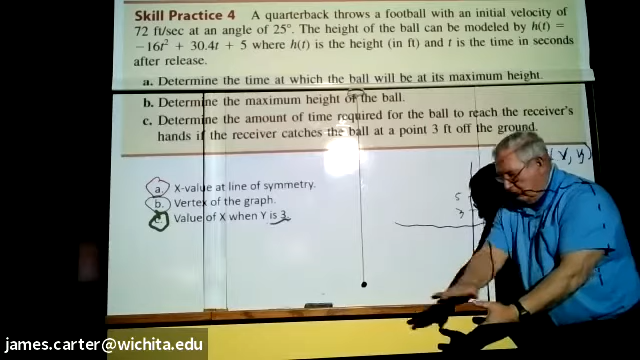 Skill Practice 4 A quarterback throws a football with an initial velocity of
72 ft/sec at an angle of 25°. The height of the ball can be modeled by h(t) =
−16t² + 30.4t + 5 where h(t) is the height (in ft) and t is the time in seconds
after release.
a. Determine the time at which the ball will be at its maximum height.
b. Determine the maximum height of the ball.
c. Determine the amount of time required for the ball to reach the receiver's
hands if the receiver catches the ball at a point 3 ft off the ground.
(x, y)
a. X-value at line of symmetry.
b. Vertex of the graph.
c. Value of X when Y is 3
5
3
james.carter@wichita.edu